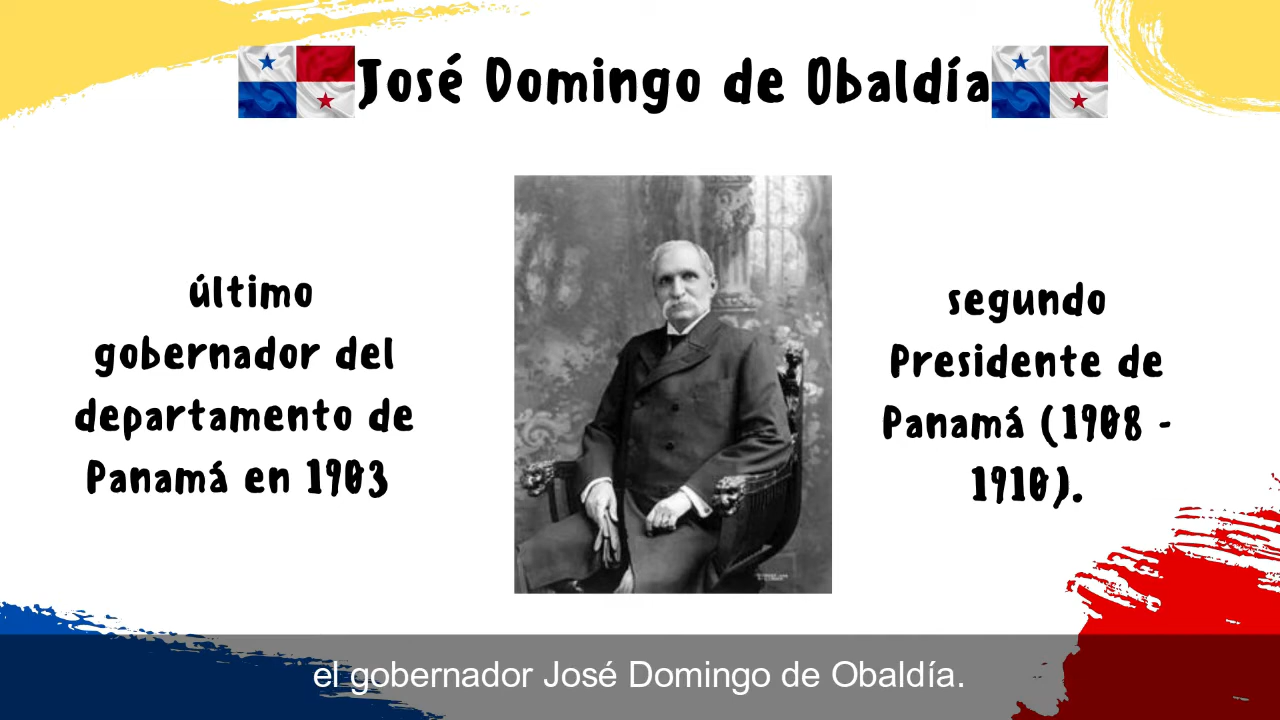 José Domingo de Obaldía
último
gobernador del
departamento de
Panamá en 1903
segundo
Presidente de
Panamá (1908 -
1910).
el gobernador José Domingo de Obaldía.